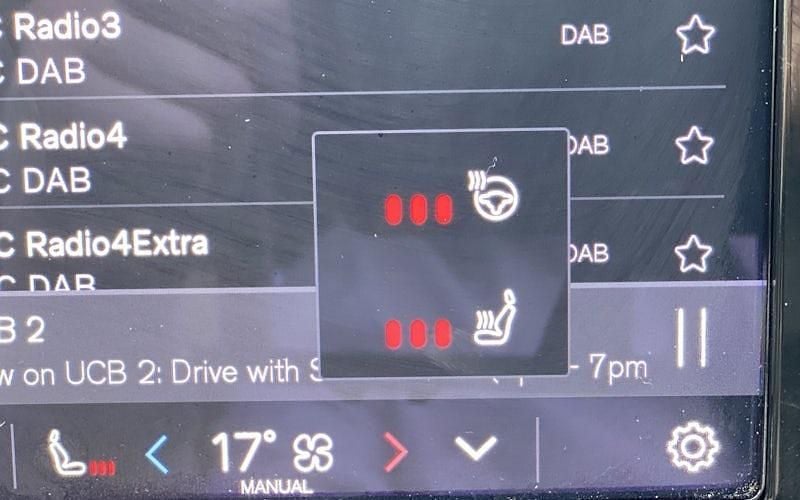 C Radio3 DAB
C DAB
C Radio4 DAB
C DAB
C Radio4Extra DAB
C DAB
B 2
w on UCB 2: Drive with S - 7pm
17°
MANUAL